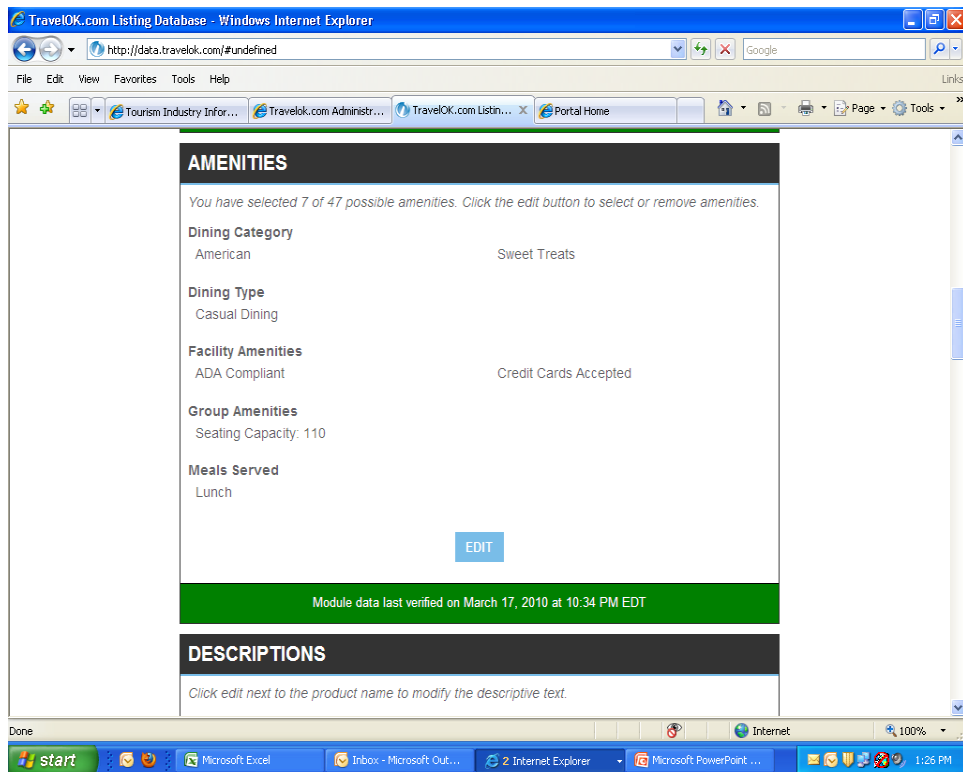 TravelOK.com Listing Database - Windows Internet Explorer
http://data.travelok.com/#undefined
Google
File Edit View Favorites Tools Help
Links
Tourism Industry Infor... Travelok.com Administr... TravelOK.com Listin... Portal Home
Page Tools
AMENITIES
You have selected 7 of 47 possible amenities. Click the edit button to select or remove amenities.
Dining Category
American Sweet Treats
Dining Type
Casual Dining
Facility Amenities
ADA Compliant Credit Cards Accepted
Group Amenities
Seating Capacity: 110
Meals Served
Lunch
EDIT
Module data last verified on March 17, 2010 at 10:34 PM EDT
DESCRIPTIONS
Click edit next to the product name to modify the descriptive text.
Done Internet 100%
start Microsoft Excel Inbox - Microsoft Out... 2 Internet Explorer Microsoft PowerPoint ... 1:26 PM